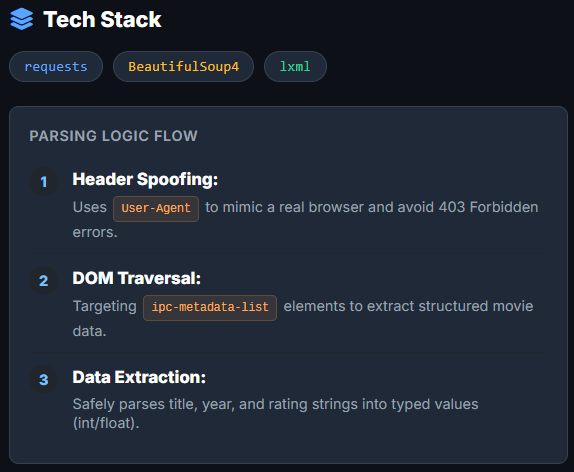 Tech Stack
requests BeautifulSoup4 lxml
PARSING LOGIC FLOW
1 Header Spoofing:
Uses User-Agent to mimic a real browser and avoid 403 Forbidden
errors.
2 DOM Traversal:
Targeting ipc-metadata-list elements to extract structured movie
data.
3 Data Extraction:
Safely parses title, year, and rating strings into typed values
(int/float).